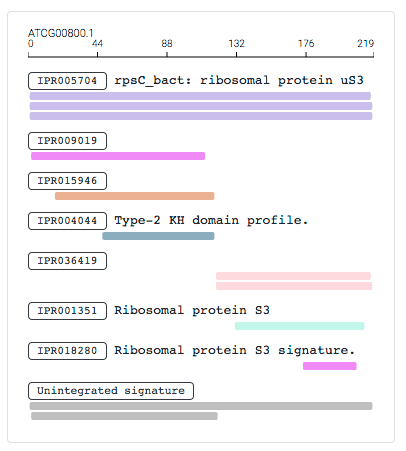 ATCG00800.1
0 44 88 132 176 219
IPR005704 rpsC_bact: ribosomal protein uS3
IPR009019
IPR015946
IPR004044 Type-2 KH domain profile.
IPR036419
IPR001351 Ribosomal protein S3
IPR018280 Ribosomal protein S3 signature.
Unintegrated signature